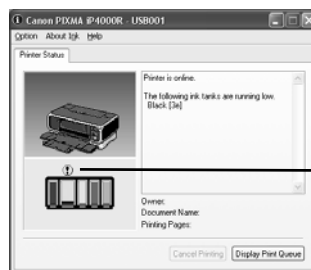 Canon PIXMA iP4000R - USB001
Option About Ink Help
Printer Status
Printer is online.
The following ink tanks are running low.
Black [3e]
Owner:
Document Name:
Printing Pages:
Cancel Printing Display Print Queue